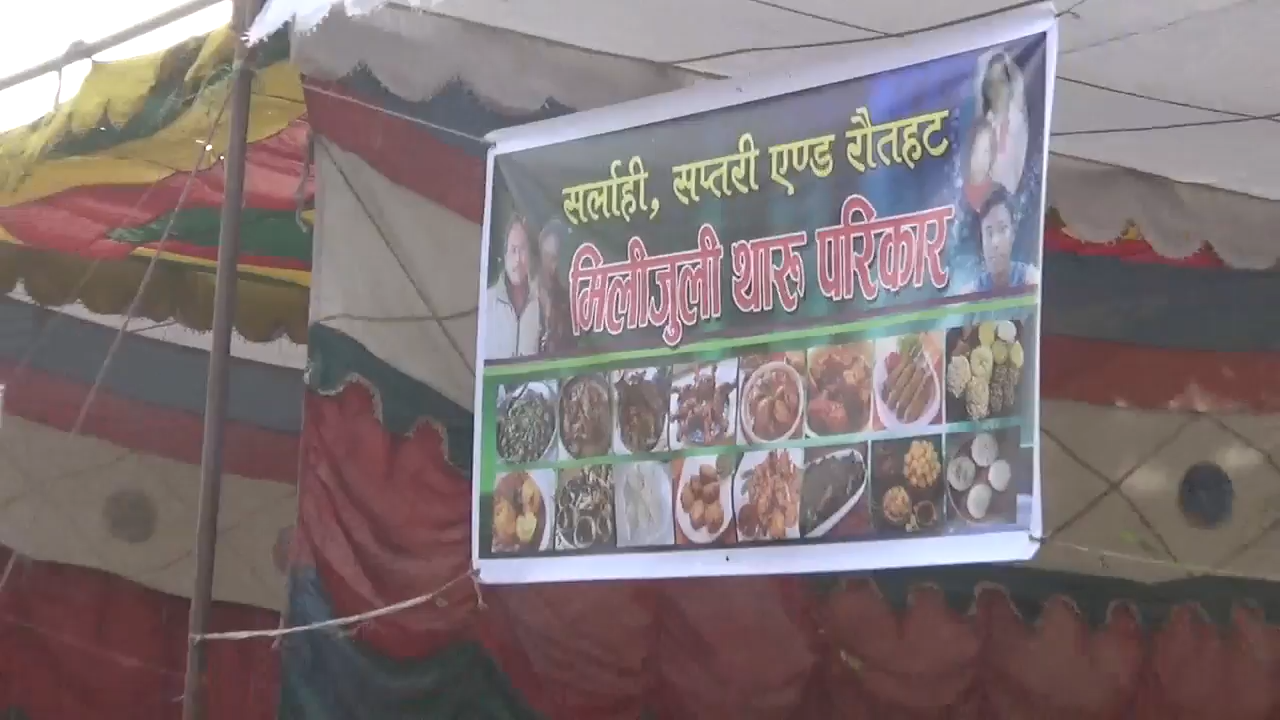 सर्लाही, सप्तरी एण्ड रौतहट
मिलीजुली थारू परिकार